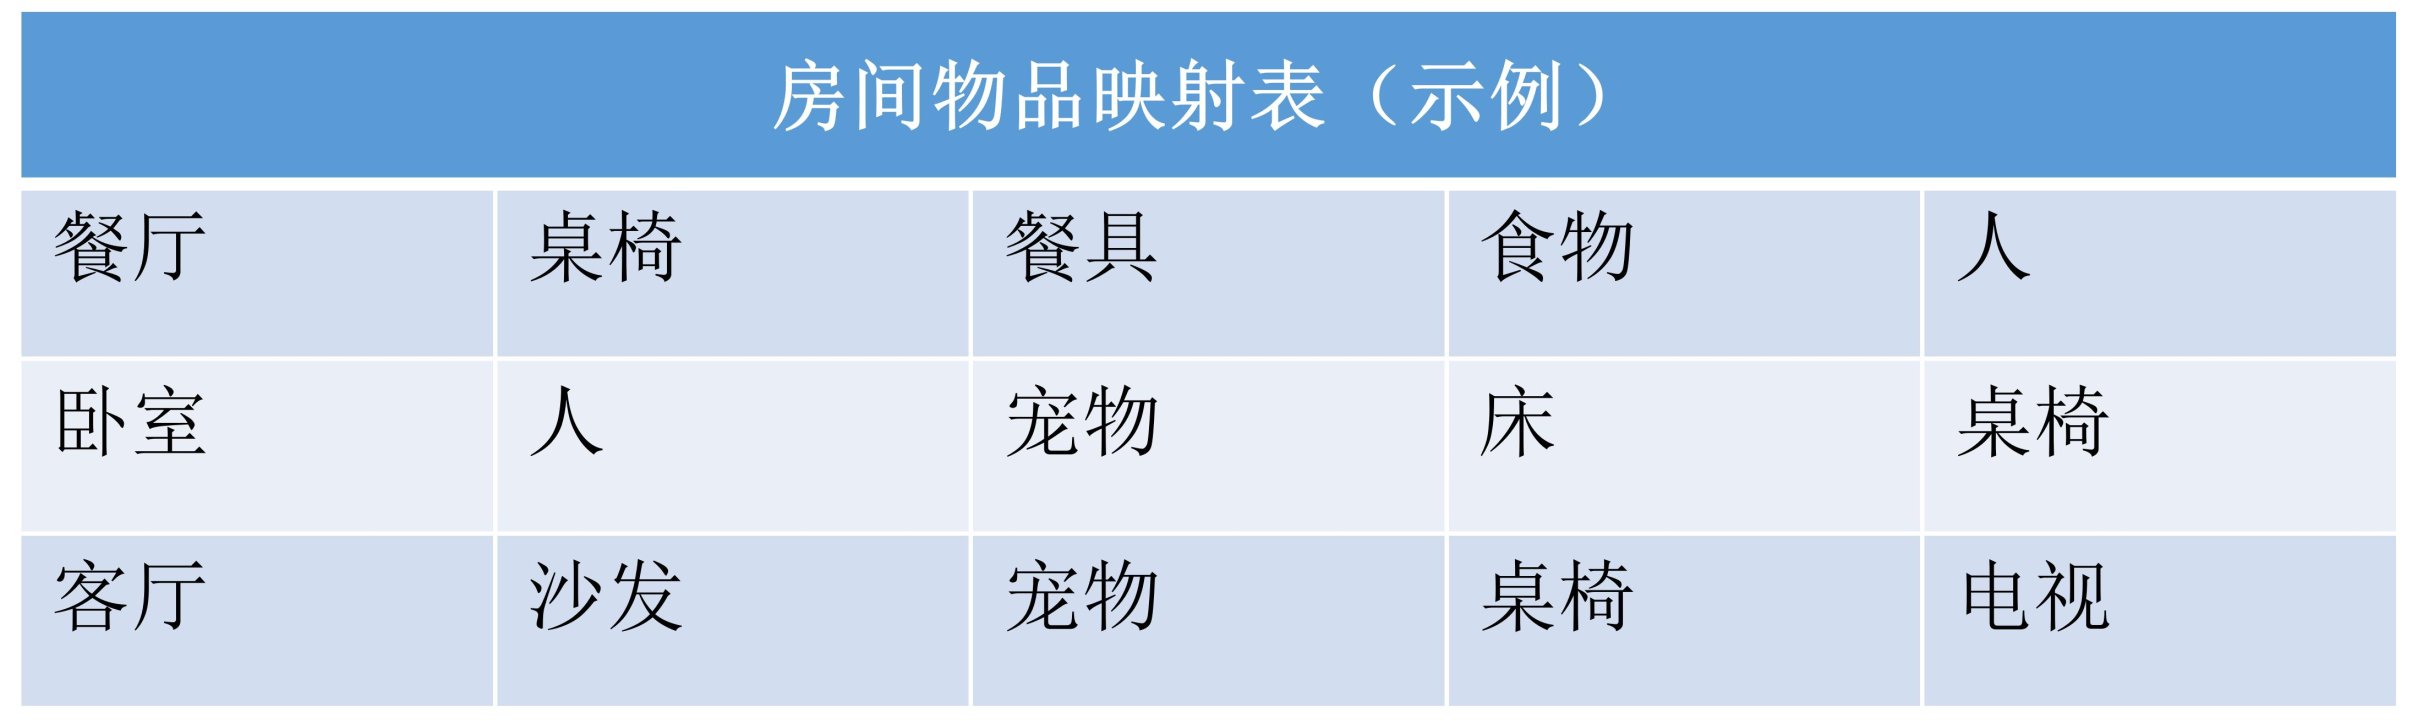 房间物品映射表（示例）
餐厅 桌椅 餐具 食物 人
卧室 人 宠物 床 桌椅
客厅 沙发 宠物 桌椅 电视